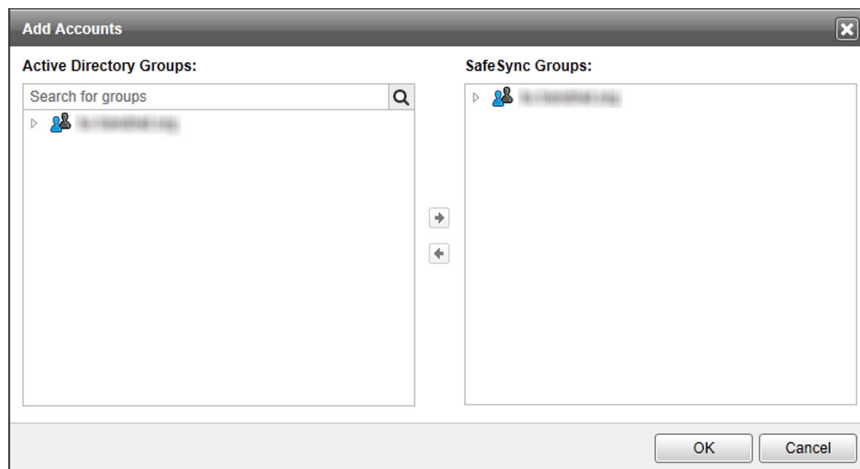 Add Accounts
Active Directory Groups:
SafeSync Groups:
Search for groups
OK
Cancel